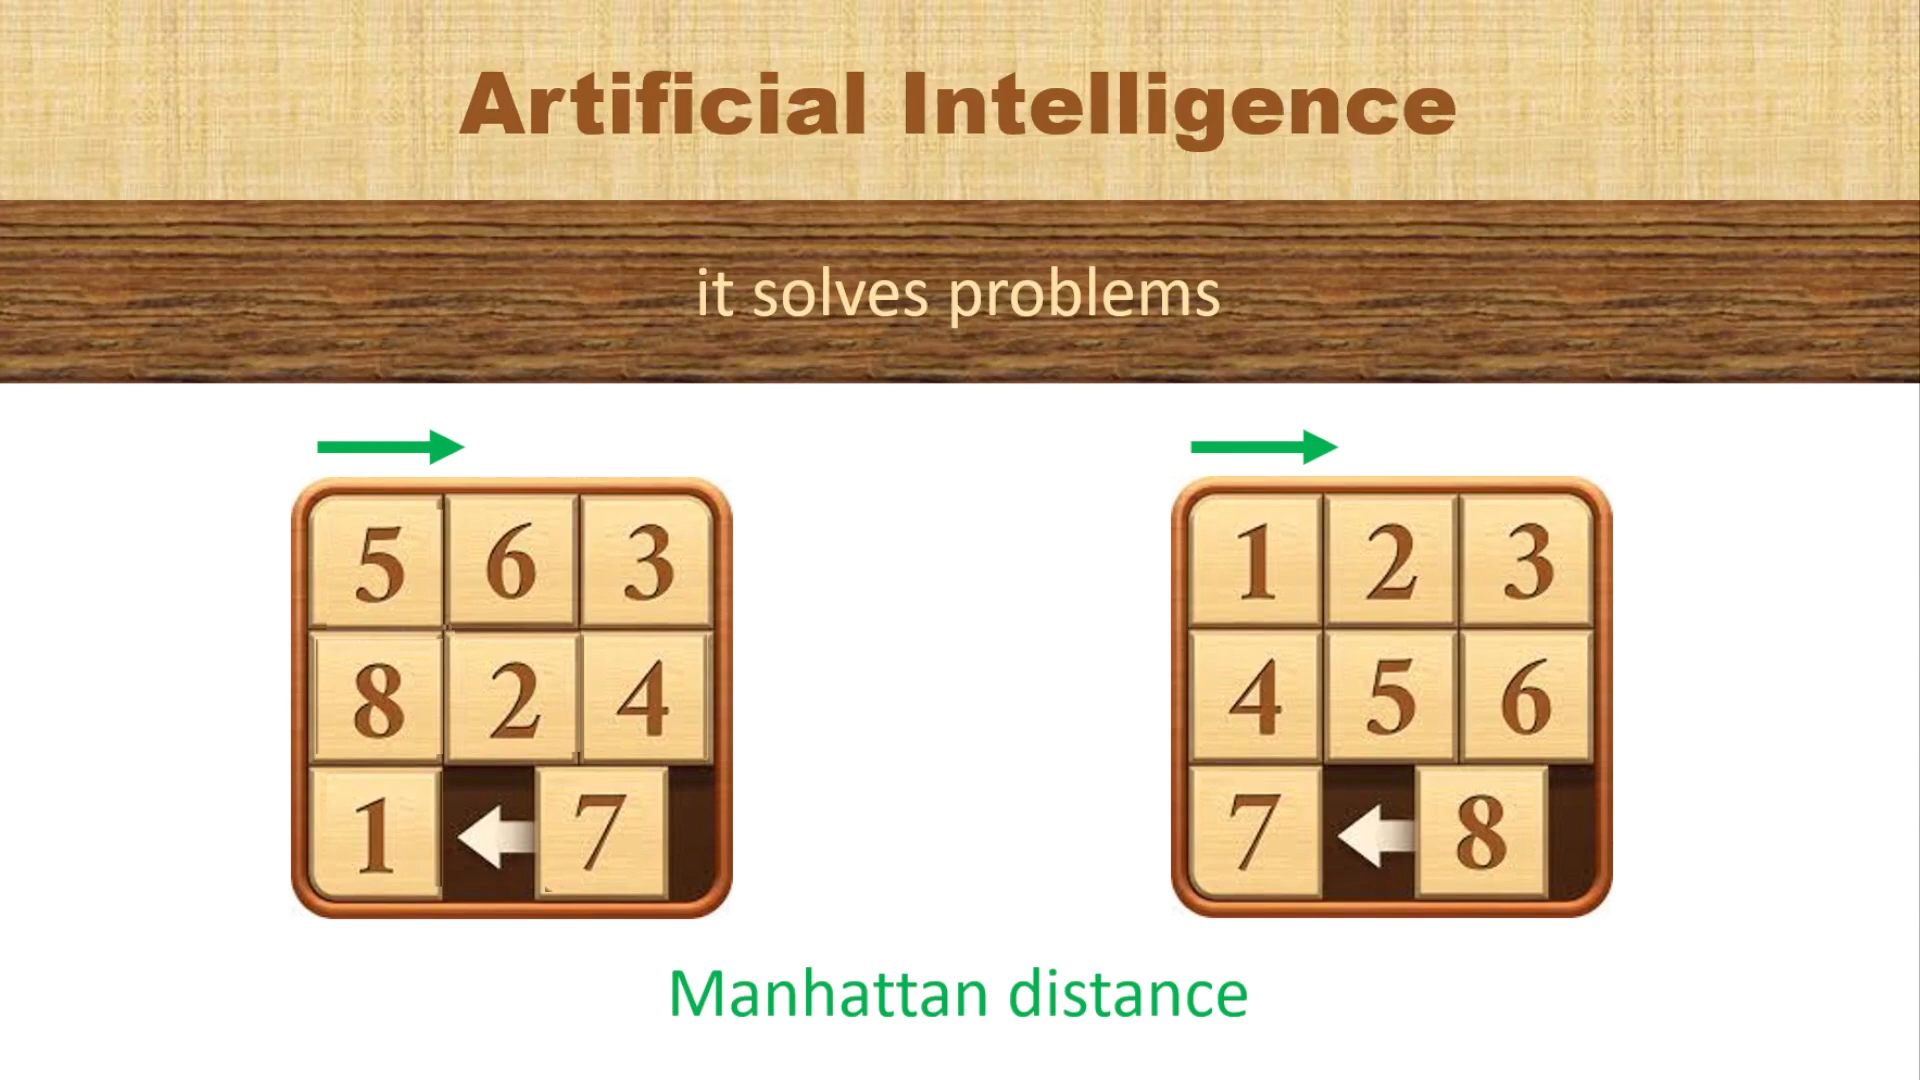 Artificial Intelligence
it solves problems
5 6 3
8 2 4
1 7
1 2 3
4 5 6
7 8
Manhattan distance